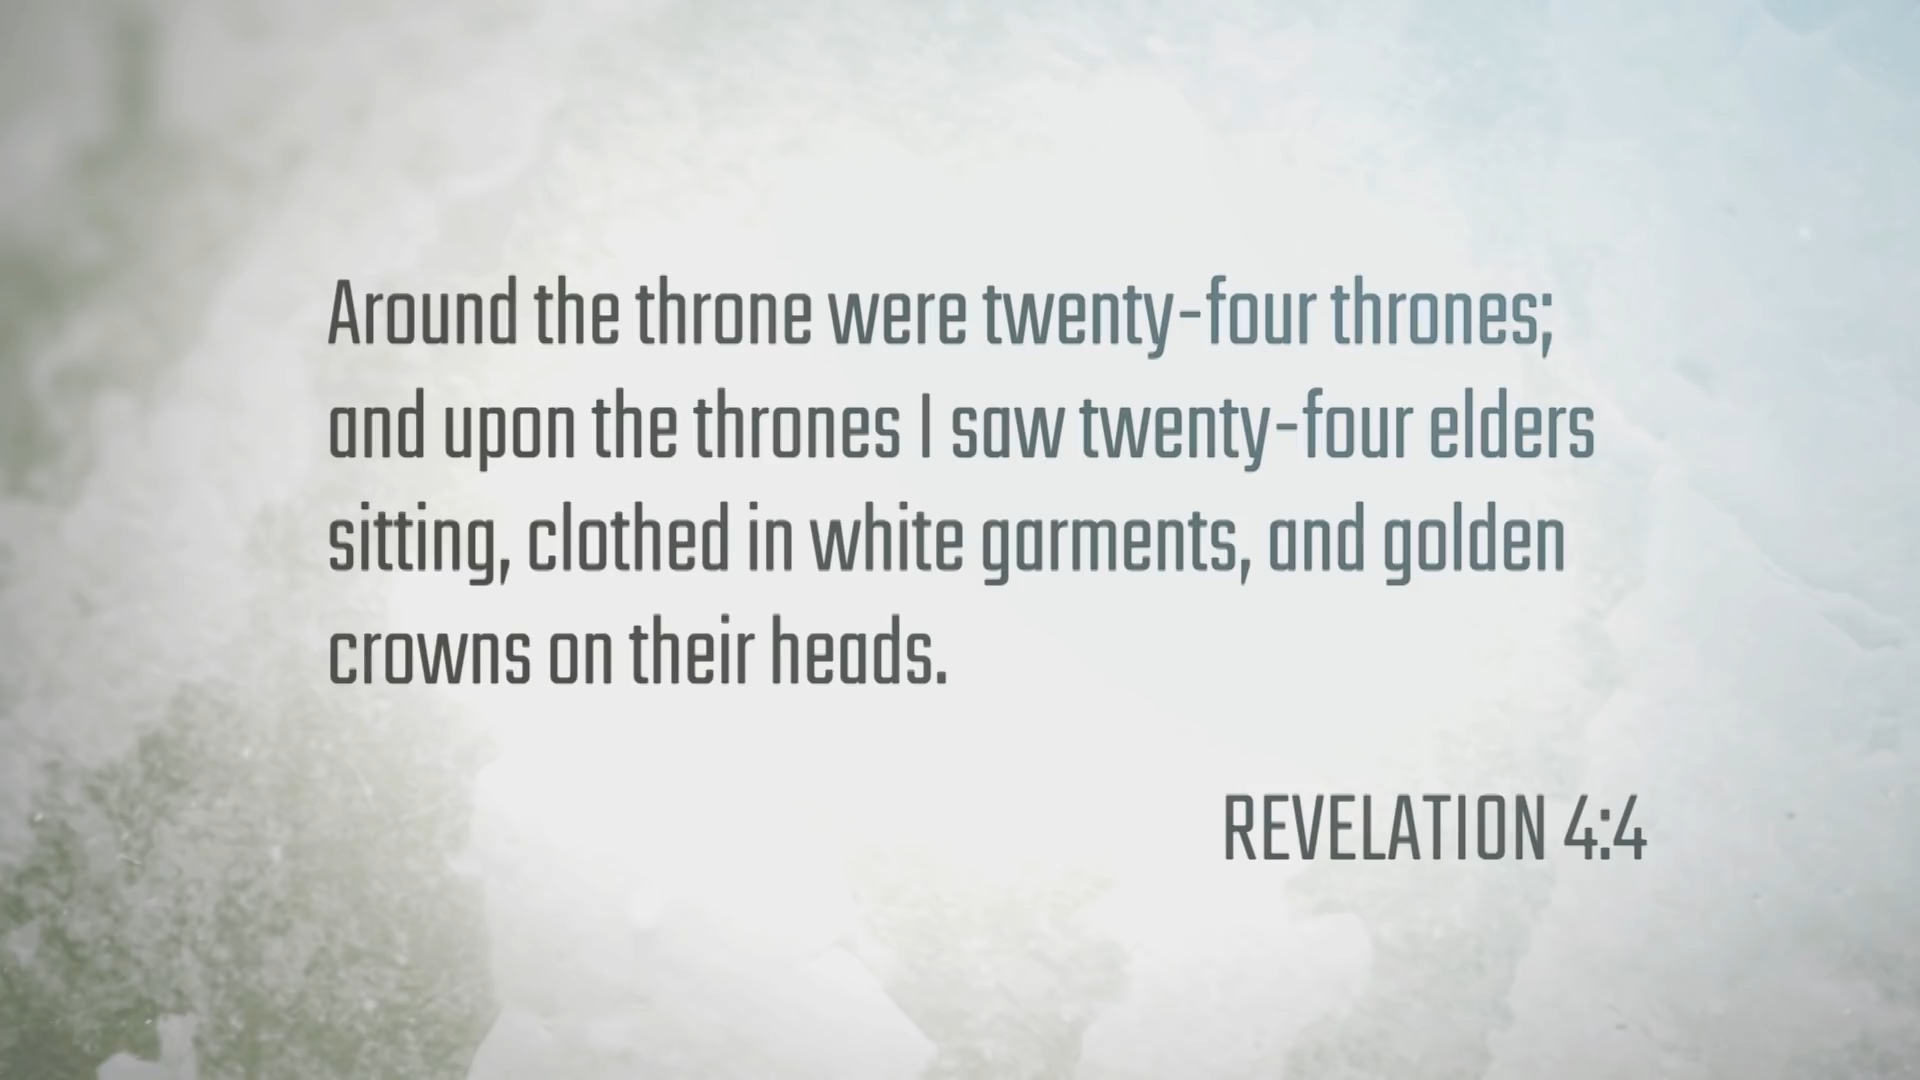 Around the throne were twenty-four thrones;
and upon the thrones I saw twenty-four elders
sitting, clothed in white garments, and golden
crowns on their heads.
REVELATION 4:4